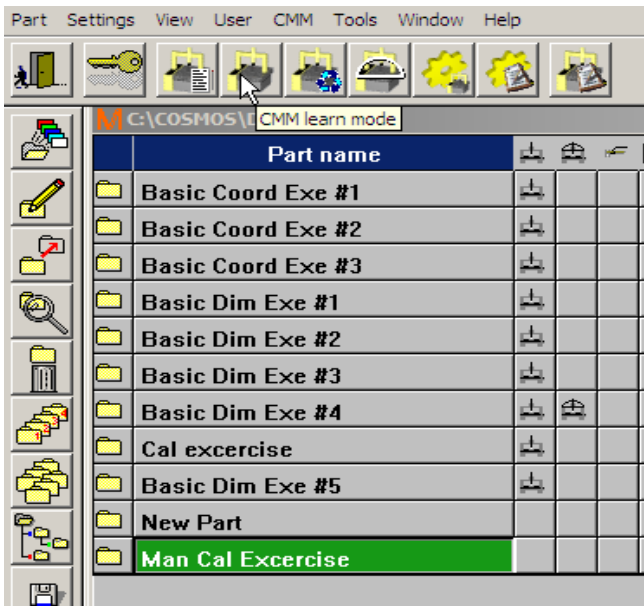 Part Settings View User CMM Tools Window Help
C:\COSMOS\D
CMM learn mode
Part name
Basic Coord Exe #1
Basic Coord Exe #2
Basic Coord Exe #3
Basic Dim Exe #1
Basic Dim Exe #2
Basic Dim Exe #3
Basic Dim Exe #4
Cal excercise
Basic Dim Exe #5
New Part
Man Cal Excercise